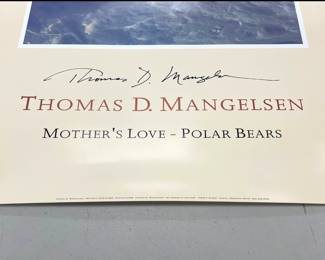 Thomas D. Mangelsen
THOMAS D. MANGELSEN
MOTHER'S LOVE - POLAR BEARS